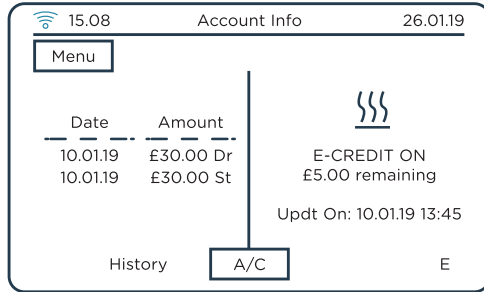 15.08 Account Info 26.01.19
Menu
Date Amount
10.01.19 £30.00 Dr
10.01.19 £30.00 St
E-CREDIT ON
£5.00 remaining
Updt On: 10.01.19 13:45
History A/C E